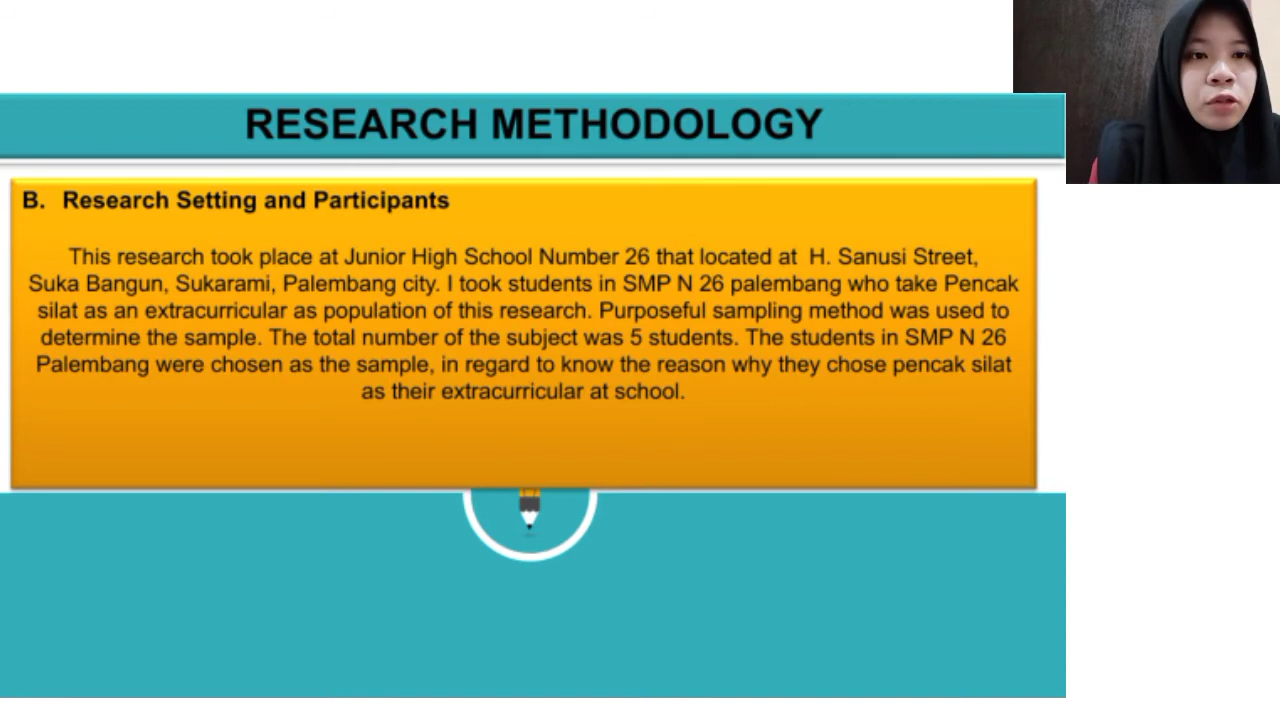 RESEARCH METHODOLOGY
B. Research Setting and Participants
This research took place at Junior High School Number 26 that located at H. Sanusi Street,
Suka Bangun, Sukarami, Palembang city. I took students in SMP N 26 palembang who take Pencak
silat as an extracurricular as population of this research. Purposeful sampling method was used to
determine the sample. The total number of the subject was 5 students. The students in SMP N 26
Palembang were chosen as the sample, in regard to know the reason why they chose pencak silat
as their extracurricular at school.